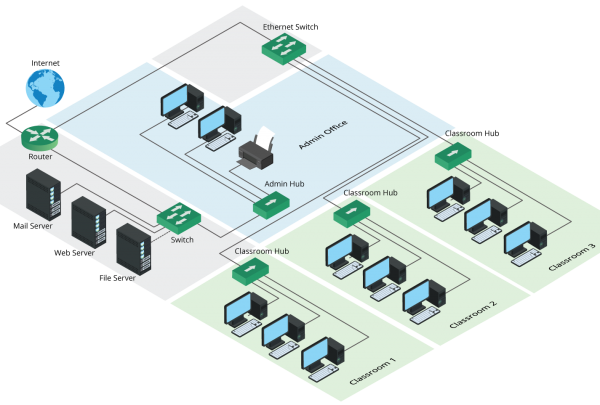 Ethernet Switch
Internet
Admin Office
Classroom Hub
Router
Admin Hub
Classroom Hub
Mail Server
Switch
Web Server
Classroom Hub
Classroom 3
File Server
Classroom 2
Classroom 1